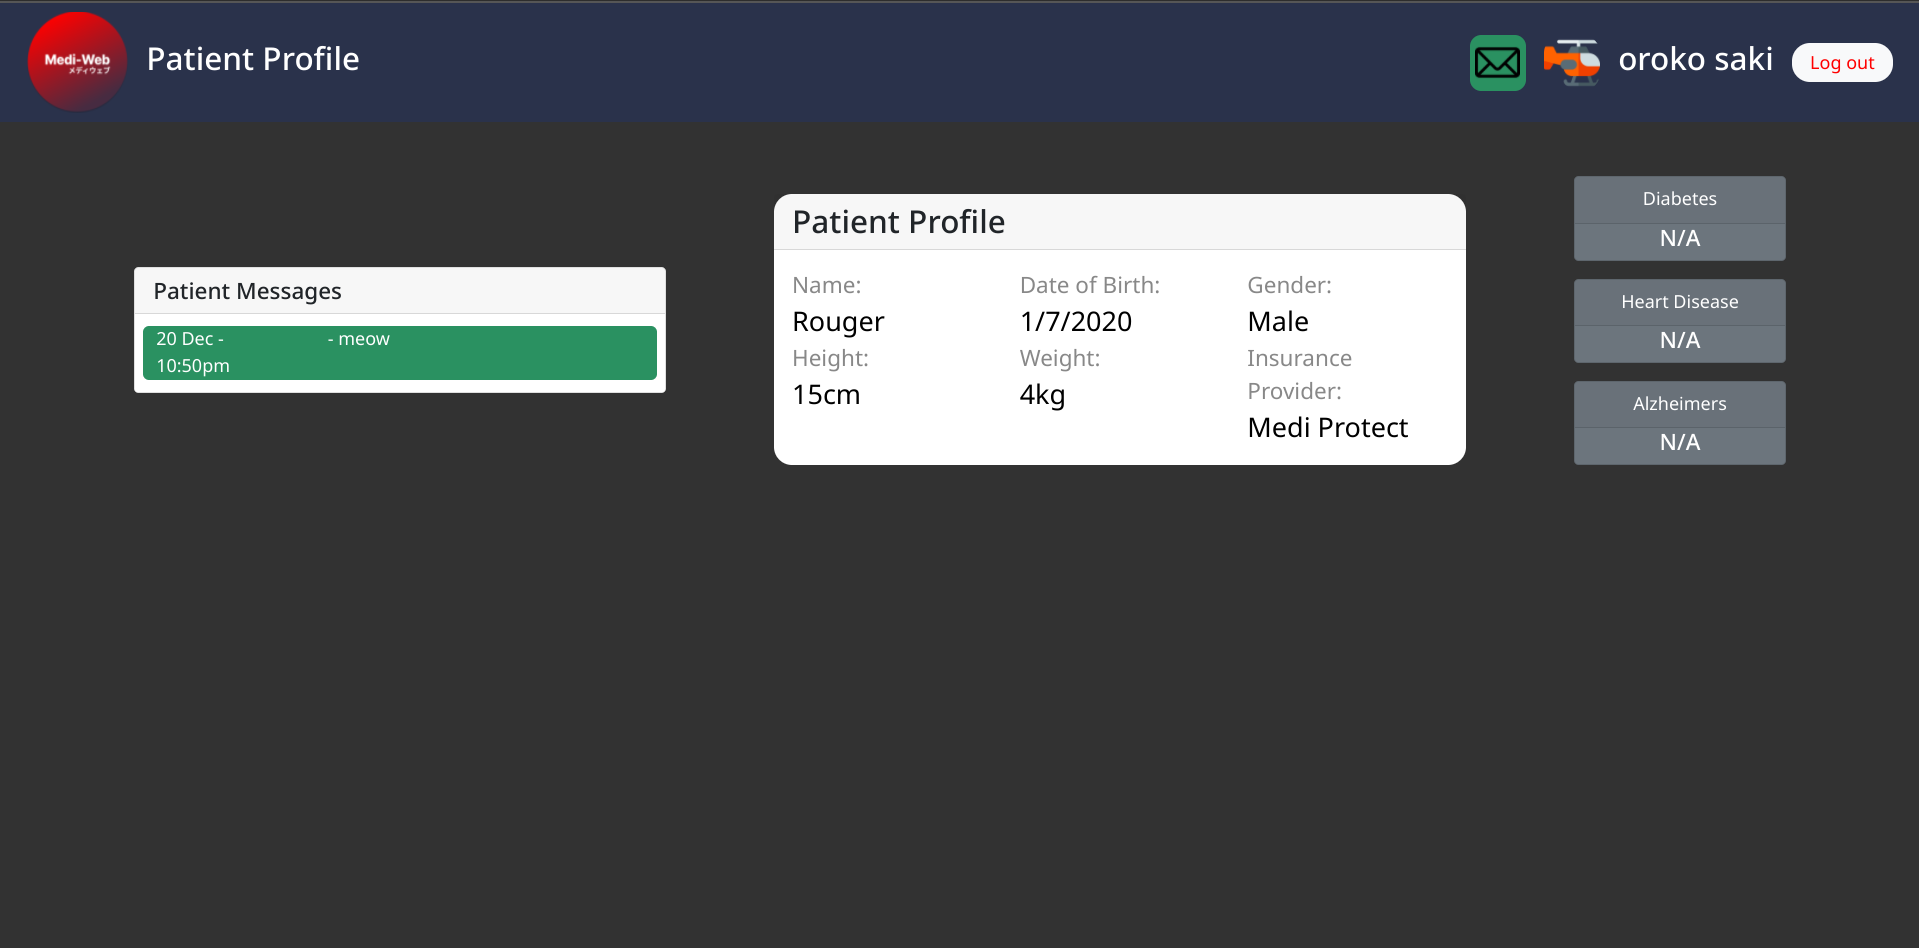 Medi-Web
メディウェブ
Patient Profile
oroko saki
Log out
Patient Messages
20 Dec - - meow
10:50pm
Patient Profile
Name: Date of Birth: Gender:
Rouger 1/7/2020 Male
Height: Weight: Insurance
Provider:
15cm 4kg
Medi Protect
Diabetes
N/A
Heart Disease
N/A
Alzheimers
N/A